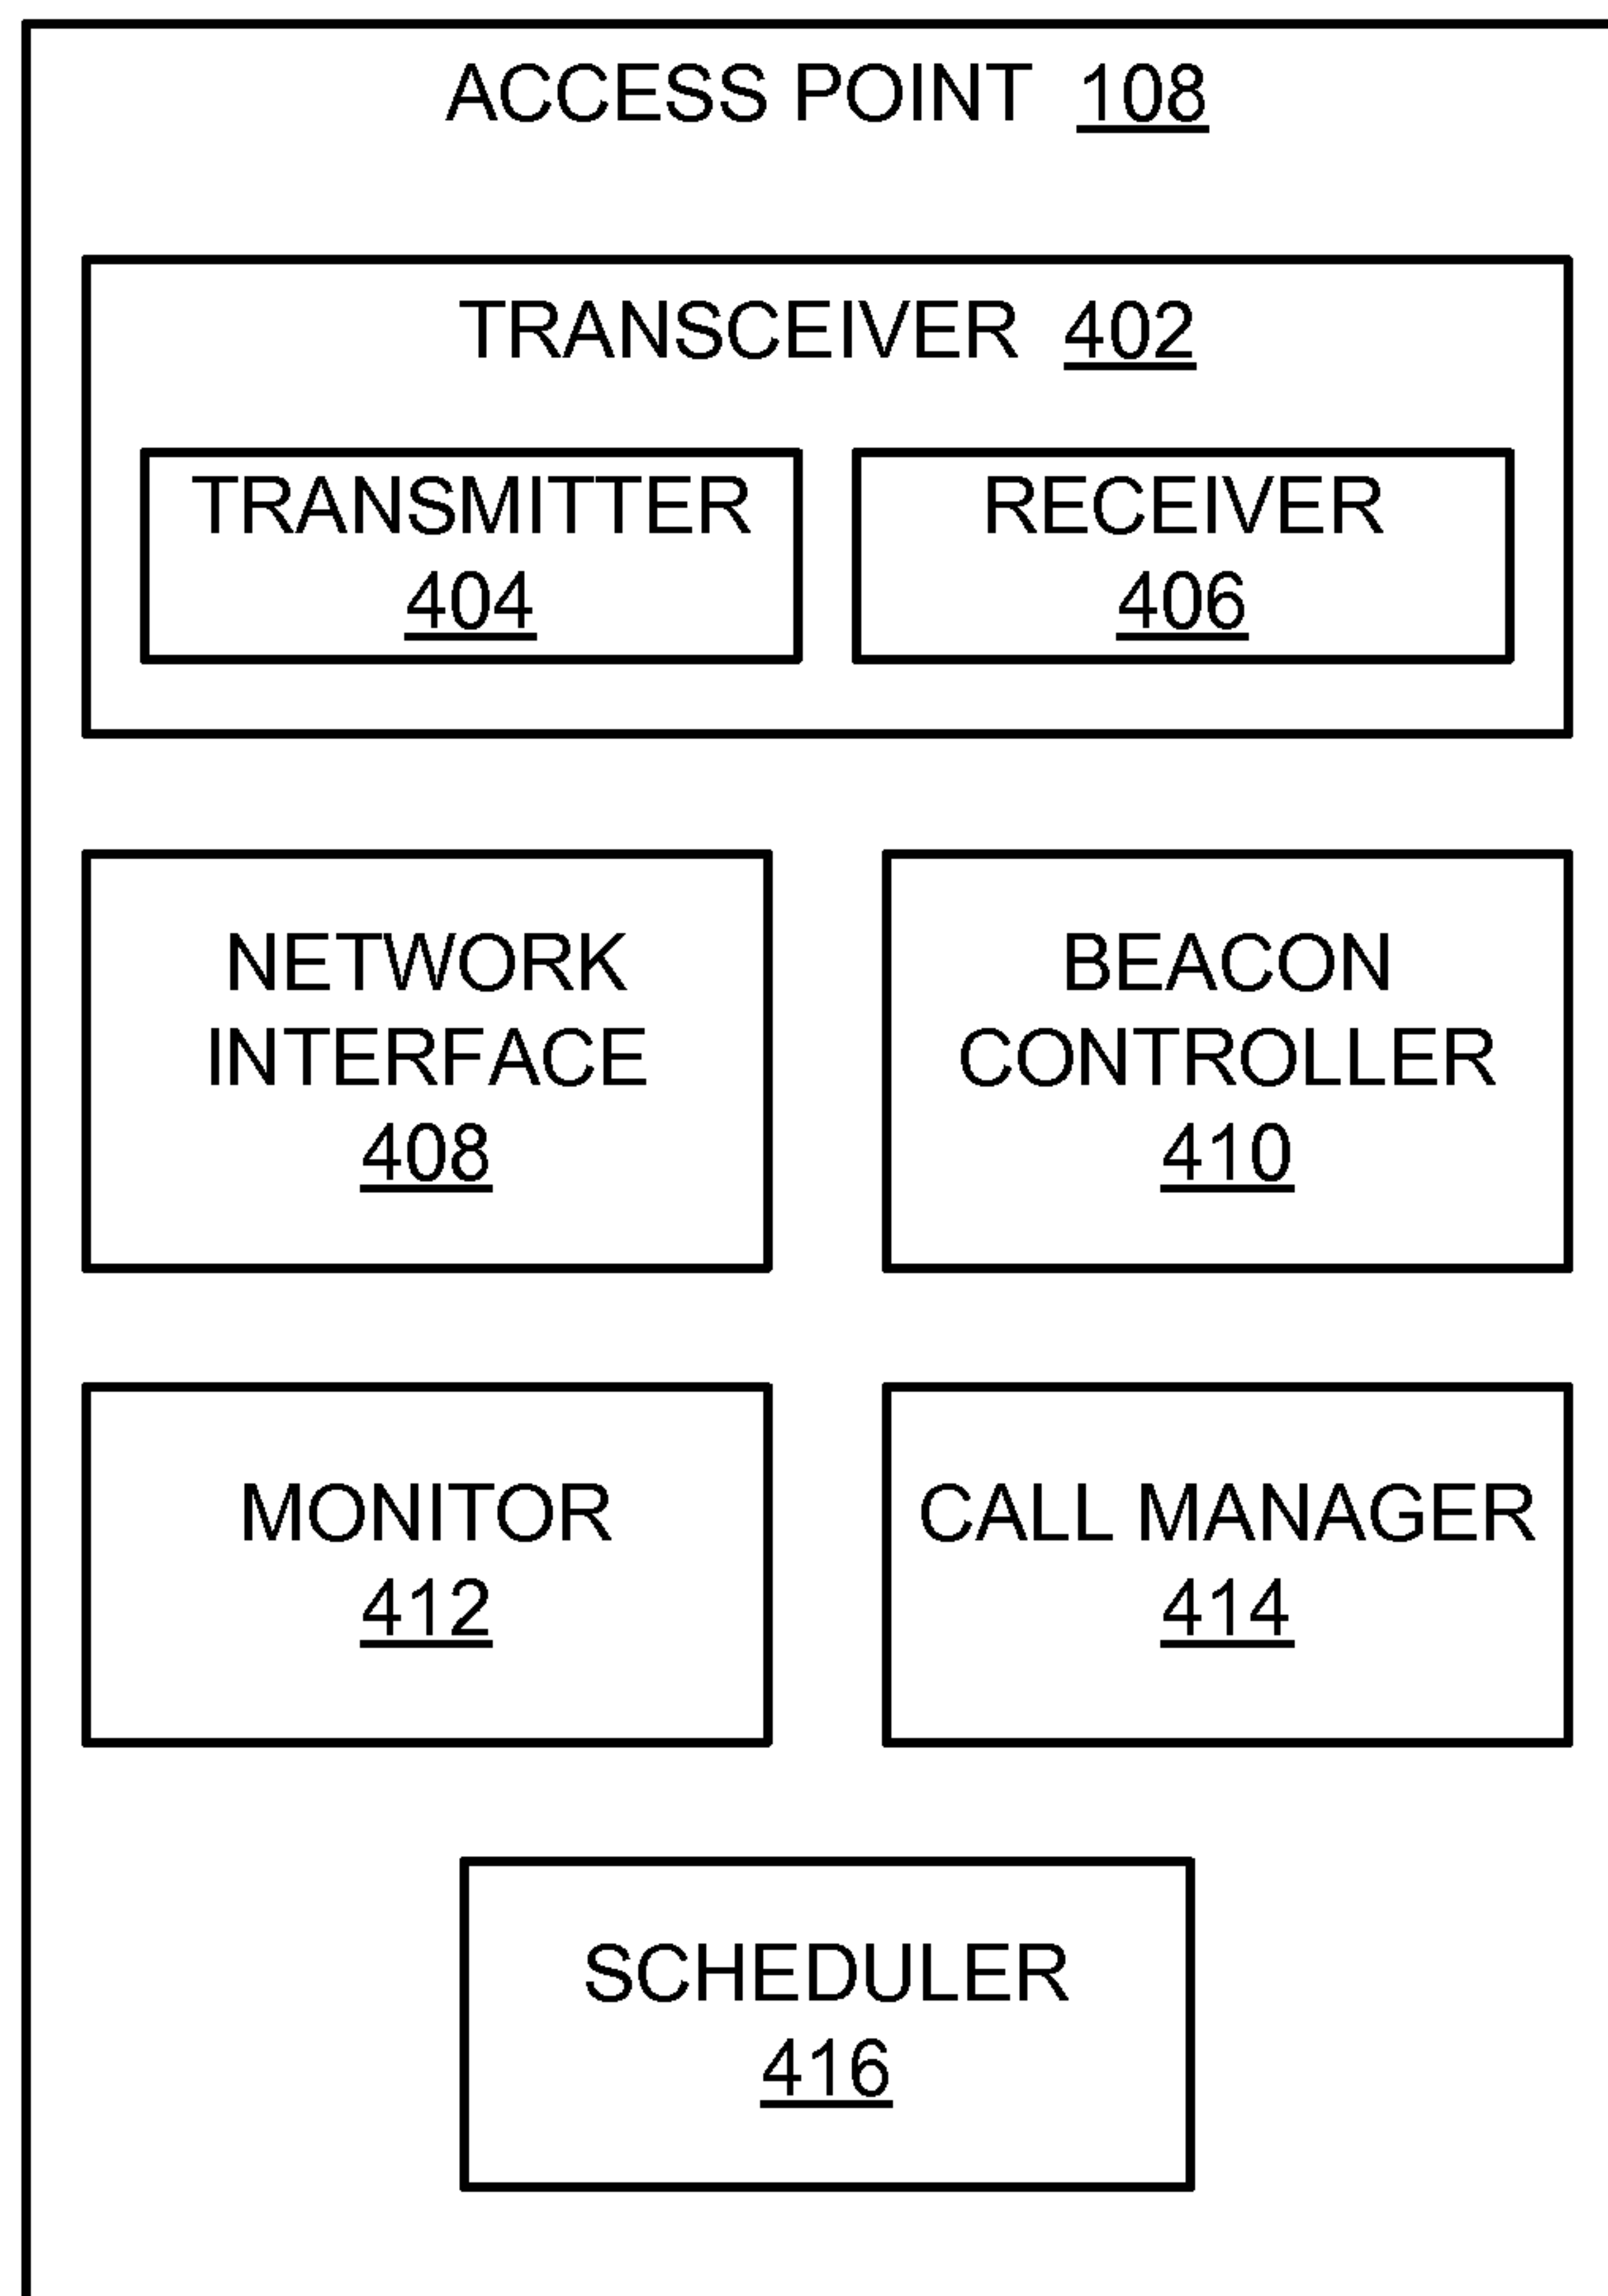 ACCESS POINT 108
TRANSCEIVER 402
TRANSMITTER
404
RECEIVER
406
NETWORK
INTERFACE
408
BEACON
CONTROLLER
410
MONITOR
412
CALL MANAGER
414
SCHEDULER
416